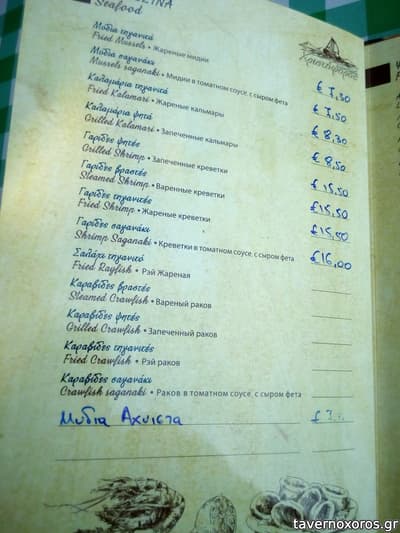 Seafood
Χριστόφορος
Μύδια τηγανιτά
Fried Mussels • Жареные мидии € 7,50
Μύδια σαγανάκι
Mussels saganaki • Мидии в томатном соусе, с сыром фета € 7,50
Καλαμάρια τηγανιτά
Fried Kalamari • Жареные кальмары € 8,30
Καλαμάρια ψητά
Grilled Kalamari • Запеченные кальмары € 8,50
Γαρίδες ψητές
Grilled Shrimp • Запеченные креветки € 15,50
Γαρίδες βραστές
Steamed Shrimp • Варенные креветки €15,50
Γαρίδες τηγανιτές
Fried Shrimp • Жареные креветки €15,50
Γαρίδες σαγανάκι
Shrimp Saganaki • Креветки в томатном соусе, с сыром фета €16,00
Σαλάχι τηγανιτό
Fried Rayfish • Рэй Жареная
Καραβίδες βραστές
Steamed Crawfish • Вареный раков
Καραβίδες ψητές
Grilled Crawfish • Запеченный раков
Καραβίδες τηγανιτές
Fried Crawfish • Рэй раков
Καραβίδες σαγανάκι
Crawfish saganaki • Раков в томатном соусе, с сыром фета
Μυδια Αχνιστα
tavernoxoros.gr